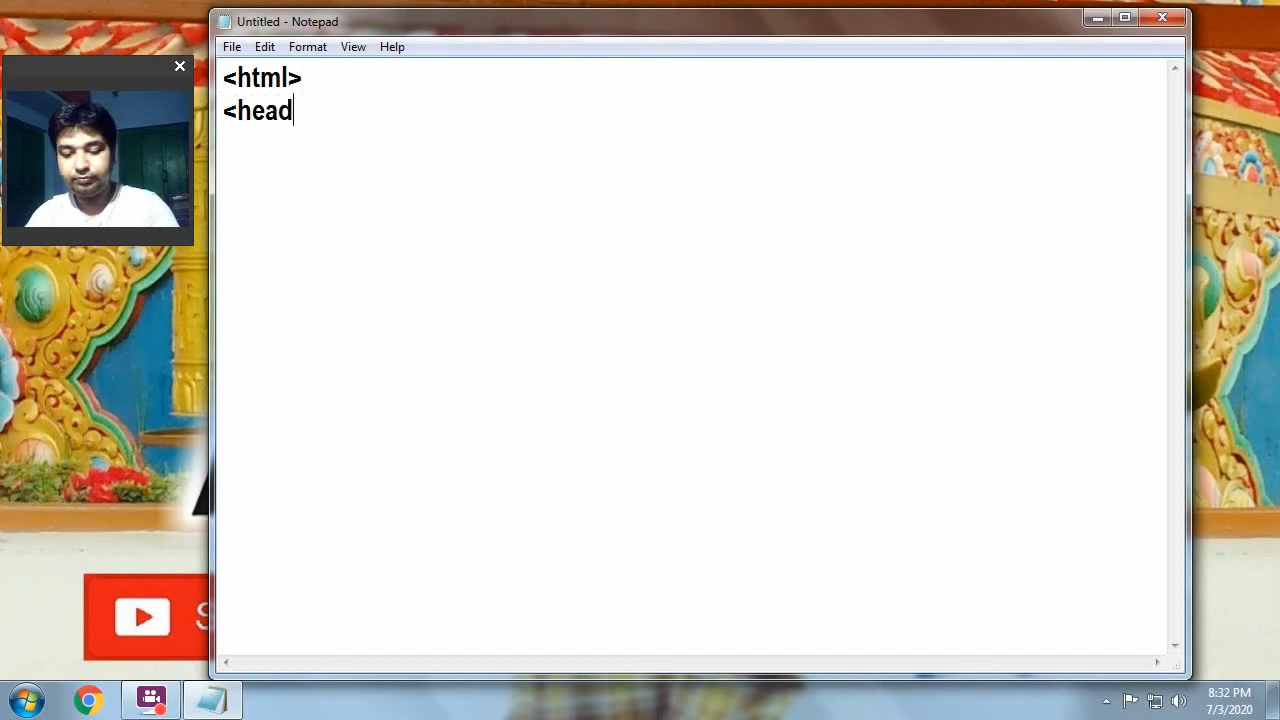 Untitled - Notepad
File Edit Format View Help
<html>
<head
S
8:32 PM
7/3/2020